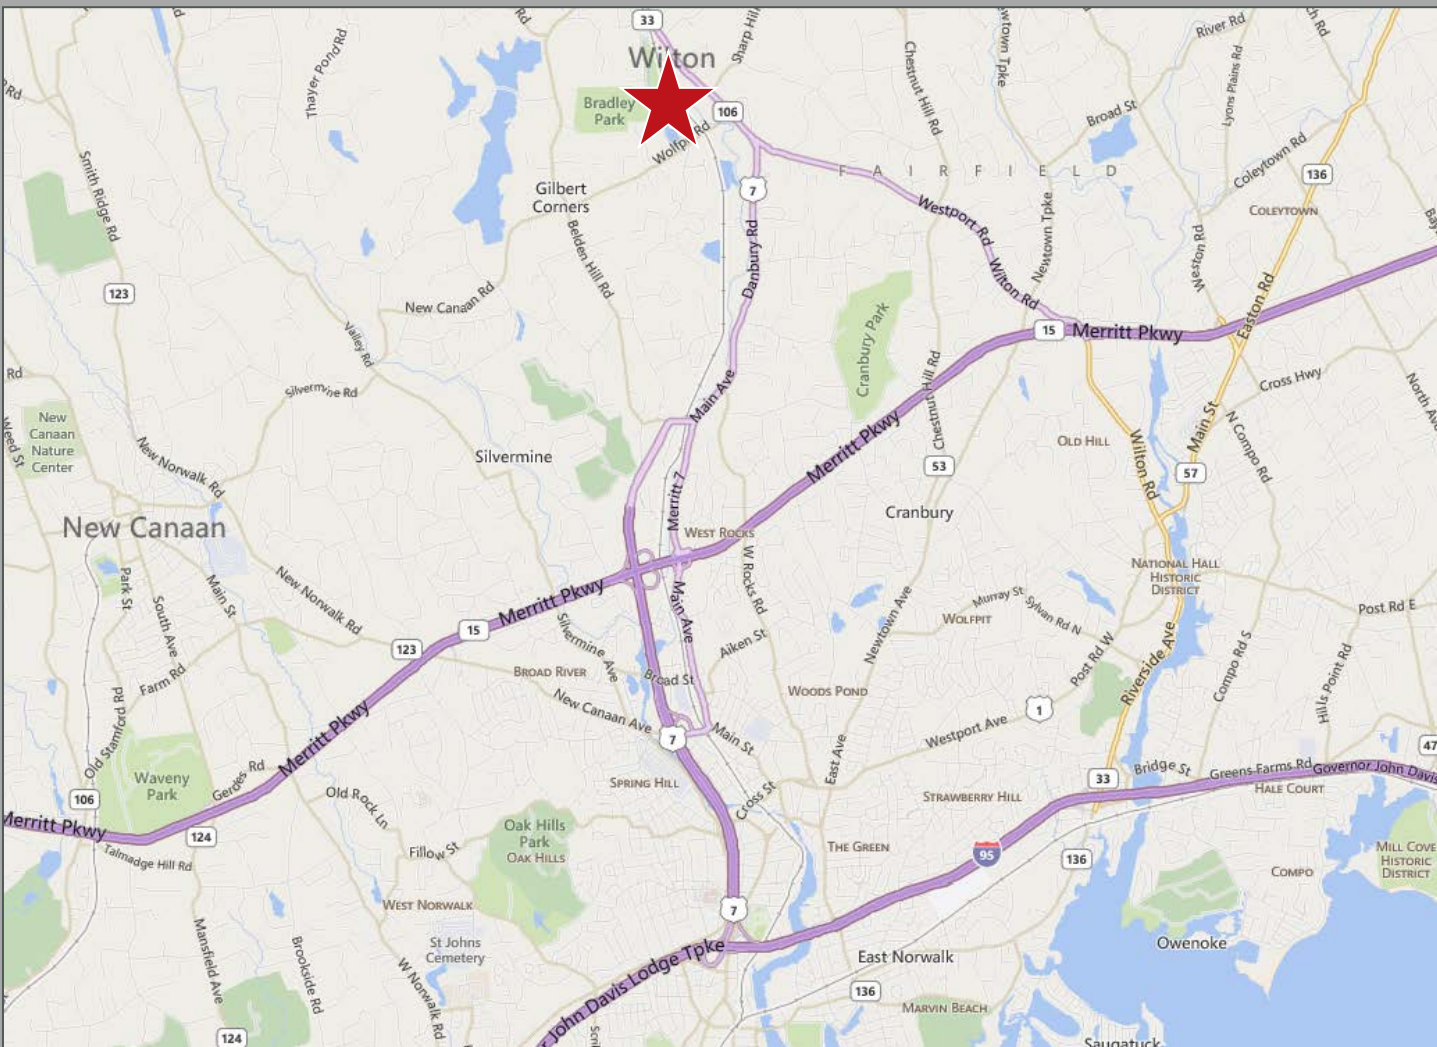 33
Wilton
Sharp Hill
Rd
Thayer Pond Rd
Chestnut Hill Rd
Newtown Tpke
River Rd
ch Rd
Rd
Bradley
Park
106
Broad St
Lyons Plains Rd
Coleytown Rd
136
Smith Ridge Rd
Gilbert
Corners
7
FAIRFIELD
COLEYTOWN
Westport Rd
Newtown Tpke
Weston Rd
Danbury Rd
Belden Hill Rd
Wilton Rd
123
New Canaan Rd
Easton Rd
Valley Rd
15
Merritt Pkwy
Cranbury Park
Rd
Silvermine Rd
Main Ave
Chestnut Hill Rd
Cross Hwy
North Ave
New
Canaan
Nature
Center
Weed St
New Norwalk Rd
Silvermine
Merritt Pkwy
OLD HILL
Main St
N Compo Rd
Wilton Rd
53
57
Merritt 7
Cranbury
New Canaan
WEST ROCKS
W Rocks Rd
NATIONAL HALL
HISTORIC
DISTRICT
Park St
South Ave
Main St
New Norwalk Rd
Merritt Pkwy
Main Ave
Newtown Ave
Murray St
Sylvan Rd N
WOLFPIT
Post Rd E
15
123
Silvermine Ave
Aiken St
Post Rd W
Riverside Ave
Compo Rd S
Hills Point Rd
Farm Rd
BROAD RIVER
Broad St
WOODS POND
Old Stamford Rd
Merritt Pkwy
New Canaan Ave
7
Main St
1
Westport Ave
East Ave
47
Waveny
Park
Gerdes Rd
SPRING HILL
33
Bridge St
Greens Farms Rd
Governor John Davis
HALE COURT
106
Old Rock Ln
Cross St
STRAWBERRY HILL
Merritt Pkwy
124
Oak Hills
Park
OAK HILLS
Talmadge Hill Rd
Fillow St
THE GREEN
95
136
MILL COVE
HISTORIC
DISTRICT
COMPO
WEST NORWALK
7
Mansfield Ave
Brookside Rd
St Johns
Cemetery
W Norwalk Rd
r John Davis Lodge Tpke
East Norwalk
Owenoke
136
MARVIN BEACH
124
Saugatuck